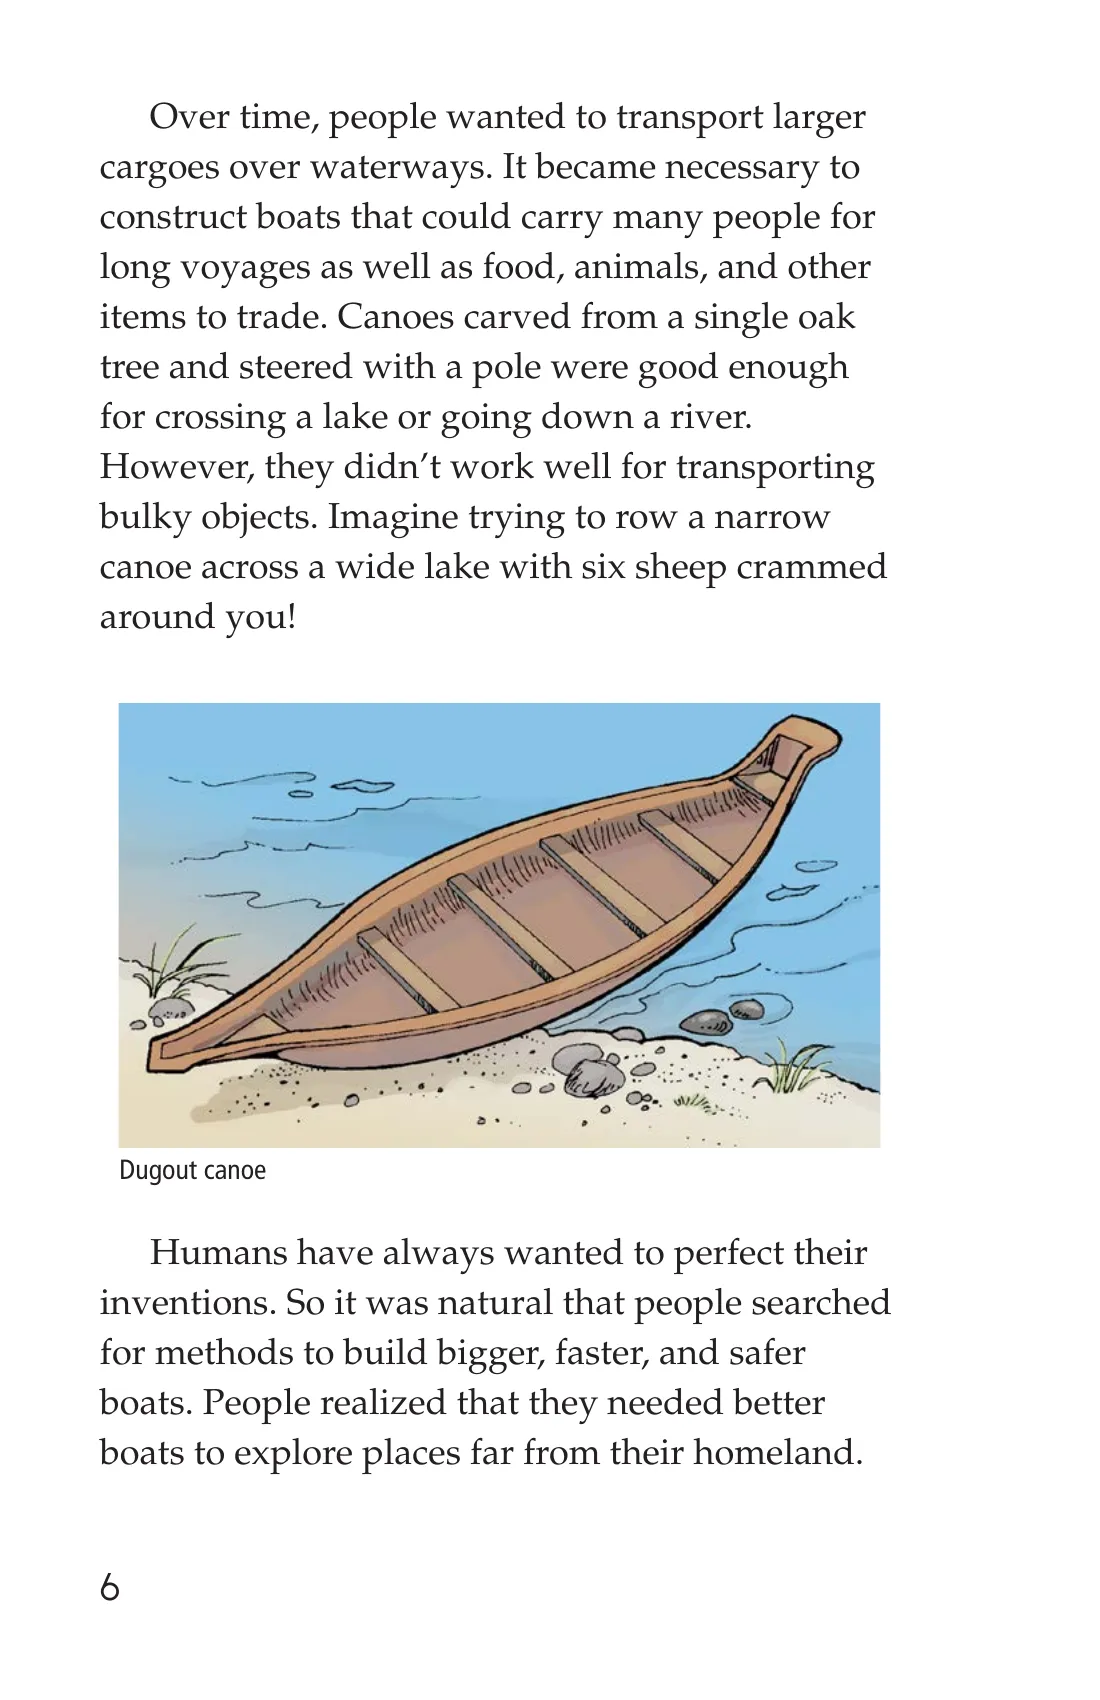 Over time, people wanted to transport larger
cargoes over waterways. It became necessary to
construct boats that could carry many people for
long voyages as well as food, animals, and other
items to trade. Canoes carved from a single oak
tree and steered with a pole were good enough
for crossing a lake or going down a river.
However, they didn’t work well for transporting
bulky objects. Imagine trying to row a narrow
canoe across a wide lake with six sheep crammed
around you!
Dugout canoe
Humans have always wanted to perfect their
inventions. So it was natural that people searched
for methods to build bigger, faster, and safer
boats. People realized that they needed better
boats to explore places far from their homeland.
6